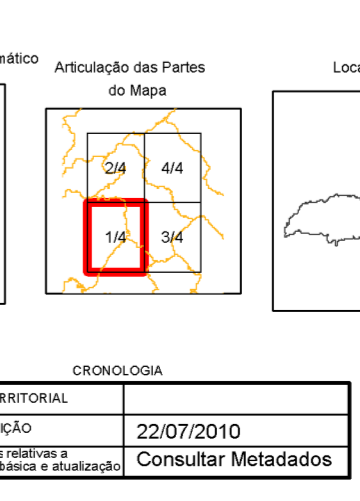 mático
Articulação das Partes
do Mapa
Loca
2/4
4/4
1/4
3/4
CRONOLOGIA
RRITORIAL
IÇÃO
22/07/2010
s relativas a
básica e atualização
Consultar Metadados